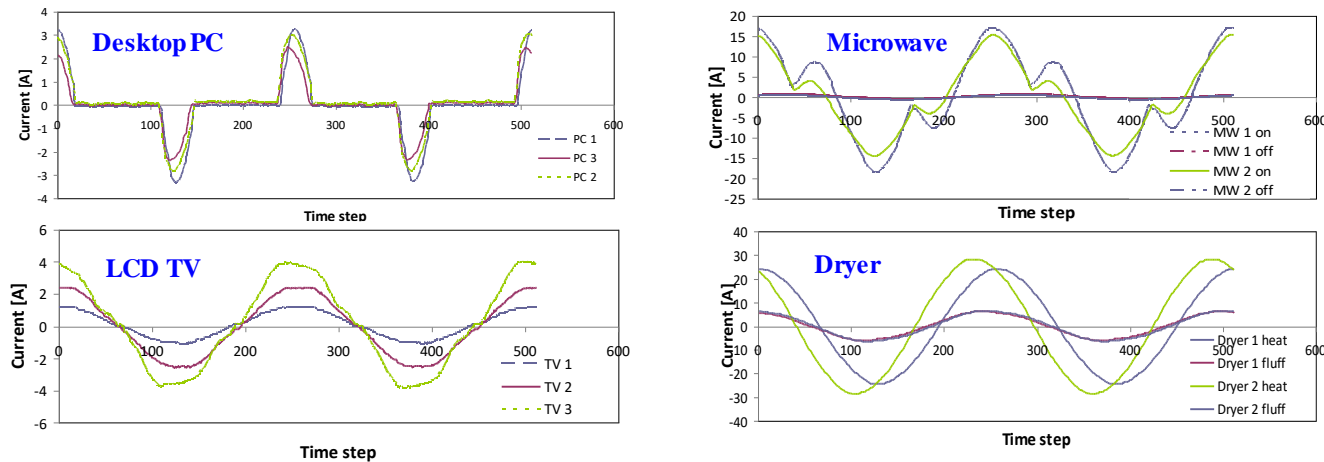 Desktop PC
Current [A]
4
3
2
1
0
-1
-2
-3
-4
0 100 200 300 400 500 600
PC 1
PC 3
PC 2
Time step
Microwave
Current [A]
20
15
10
5
0
-5
-10
-15
-20
-25
0 100 200 300 400 500 600
MW 1 on
MW 1 off
MW 2 on
MW 2 off
Time step
LCD TV
Current [A]
6
4
2
0
-2
-4
-6
0 100 200 300 400 500 600
TV 1
TV 2
TV 3
Time step
Dryer
Current [A]
40
30
20
10
0
-10
-20
-30
-40
0 100 200 300 400 500 600
Dryer 1 heat
Dryer 1 fluff
Dryer 2 heat
Dryer 2 fluff
Time step